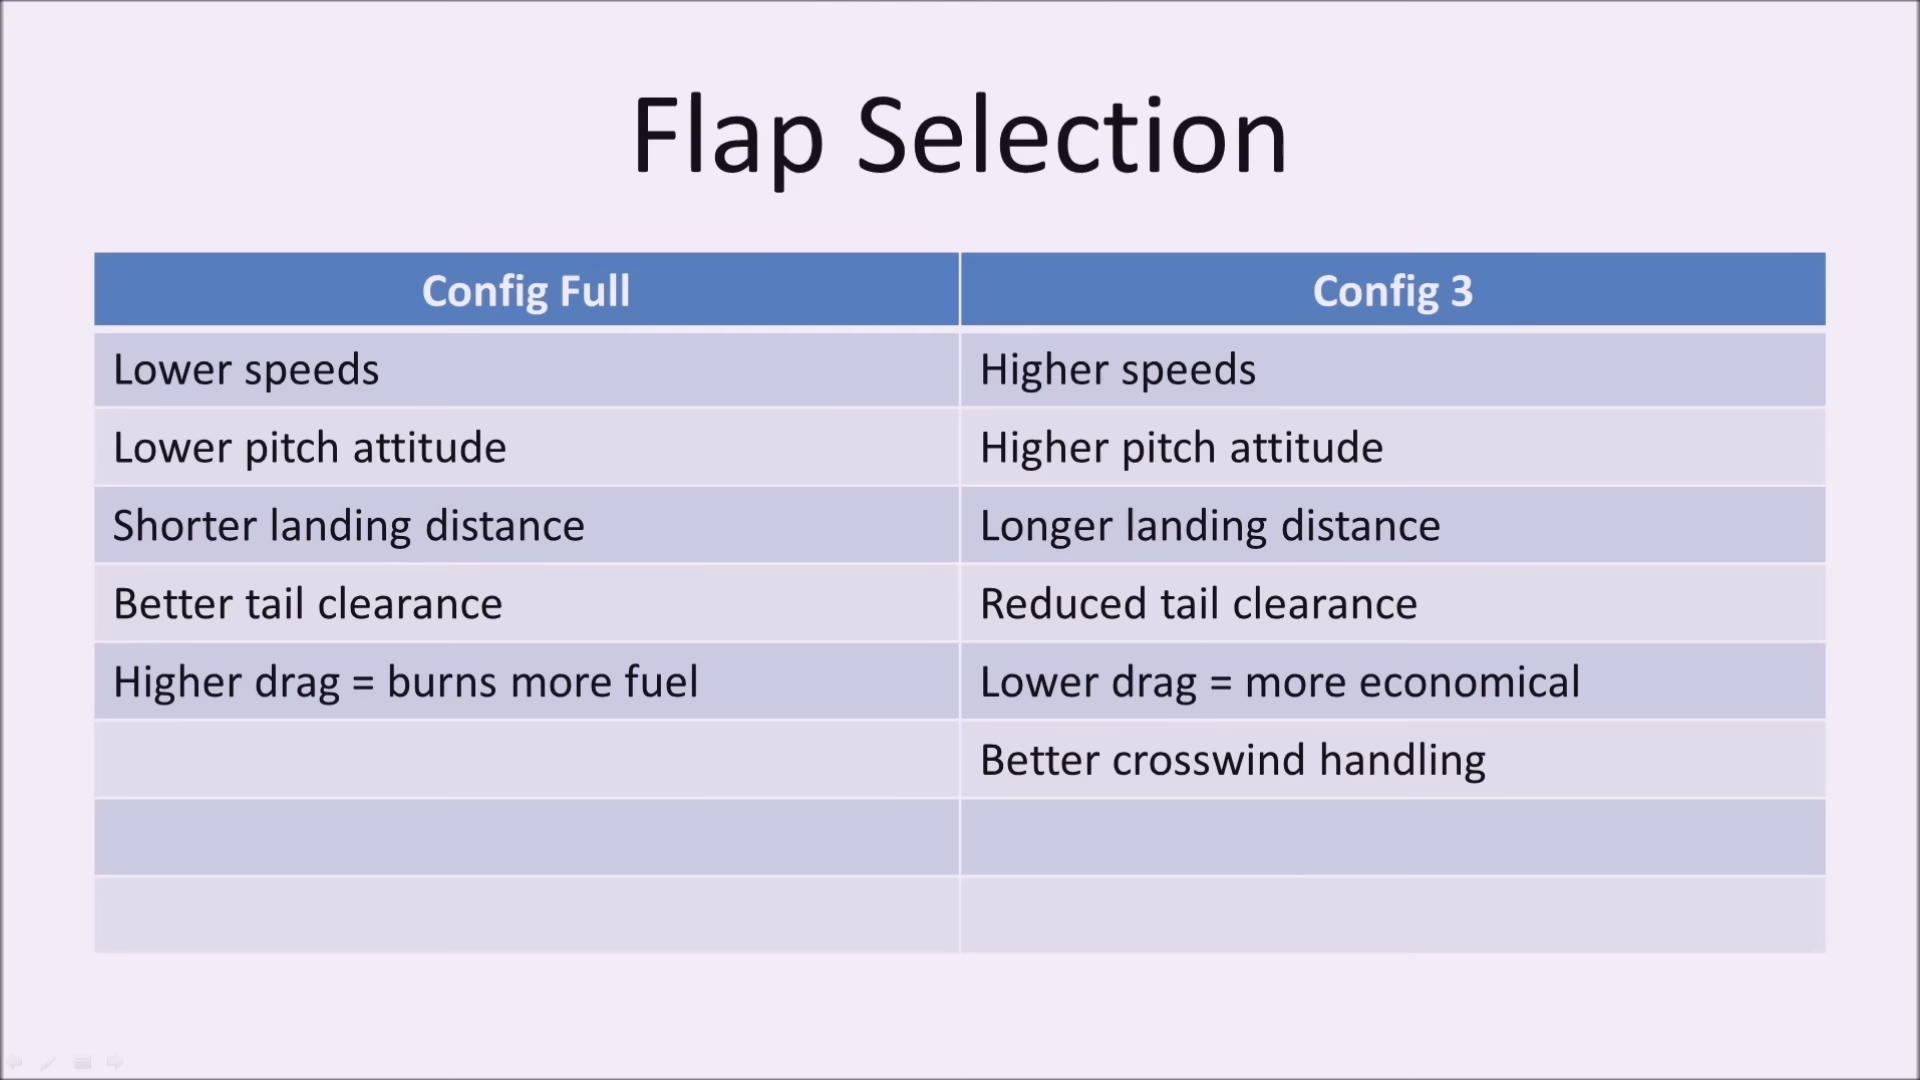 Flap Selection
Config Full
Config 3
Lower speeds
Higher speeds
Lower pitch attitude
Higher pitch attitude
Shorter landing distance
Longer landing distance
Better tail clearance
Reduced tail clearance
Higher drag = burns more fuel
Lower drag = more economical
Better crosswind handling